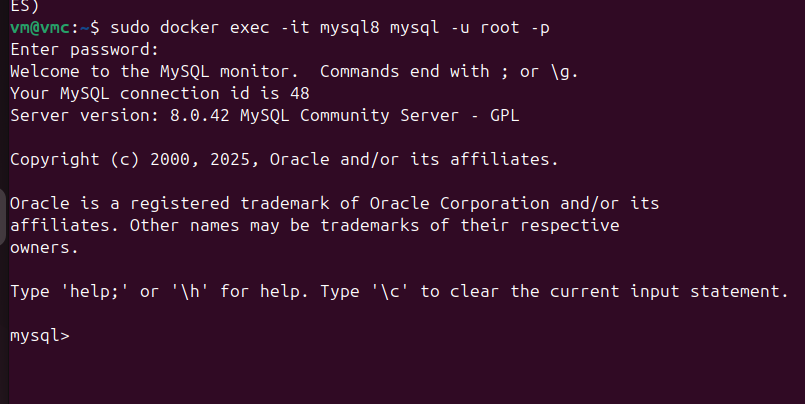 ES)
vm@vmc:~$ sudo docker exec -it mysql8 mysql -u root -p
Enter password:
Welcome to the MySQL monitor.  Commands end with ; or \g.
Your MySQL connection id is 48
Server version: 8.0.42 MySQL Community Server - GPL
Copyright (c) 2000, 2025, Oracle and/or its affiliates.
Oracle is a registered trademark of Oracle Corporation and/or its
affiliates. Other names may be trademarks of their respective
owners.
Type 'help;' or '\h' for help. Type '\c' to clear the current input statement.
mysql>